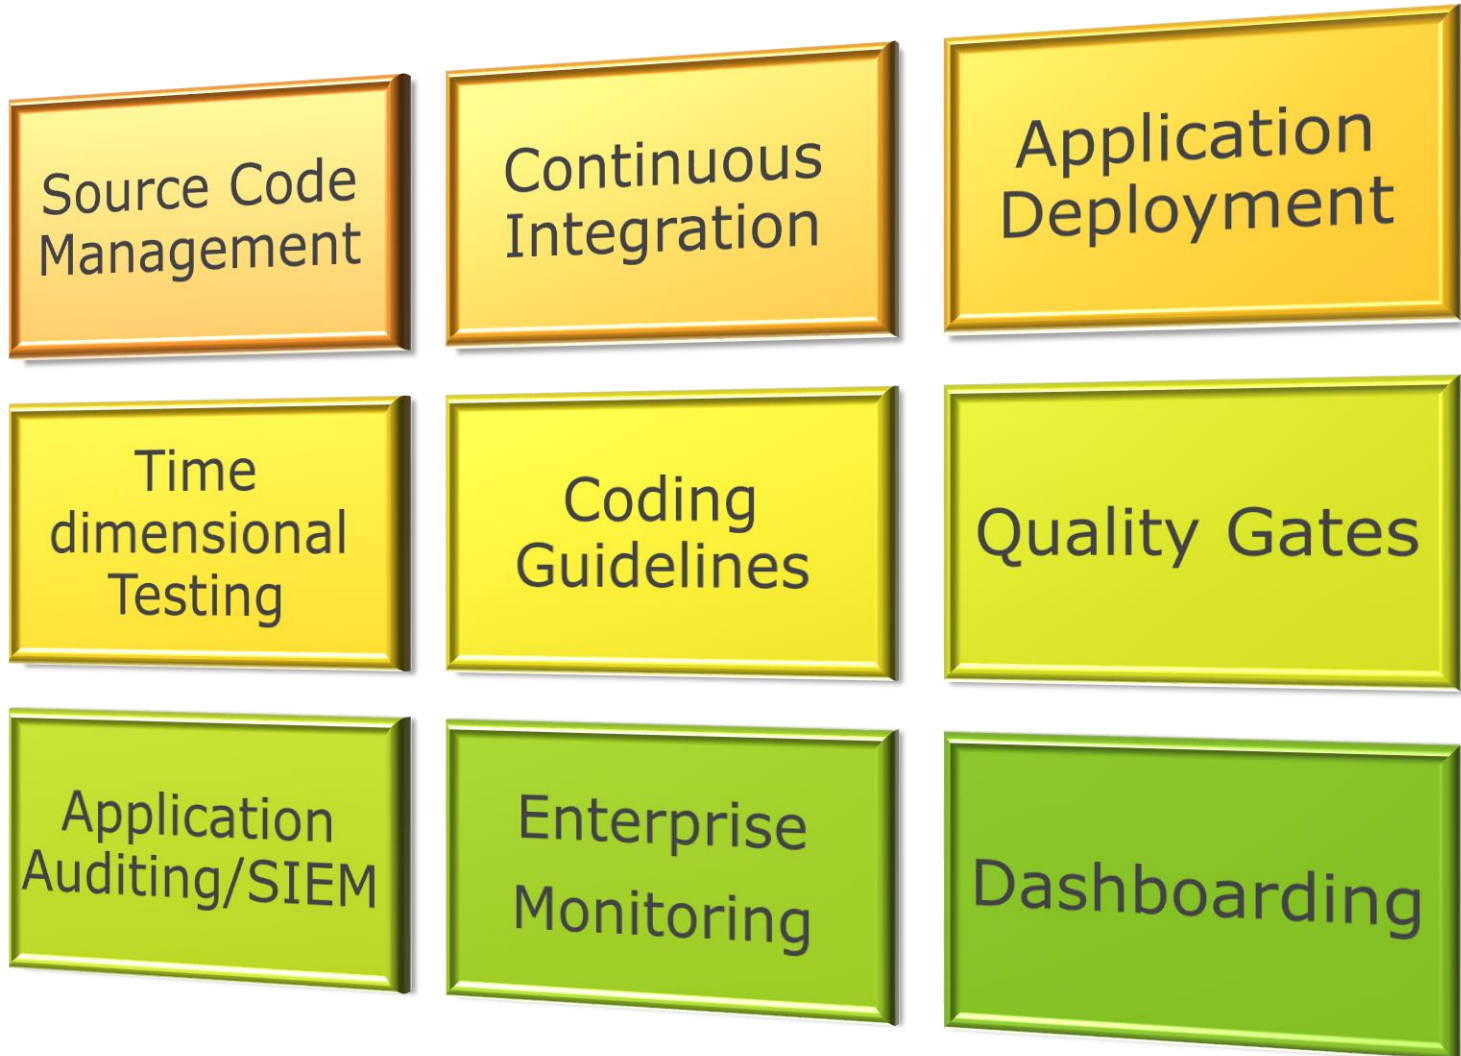 Source Code
Management
Continuous
Integration
Application
Deployment
Time
dimensional
Testing
Coding
Guidelines
Quality Gates
Application
Auditing/SIEM
Enterprise
Monitoring
Dashboarding